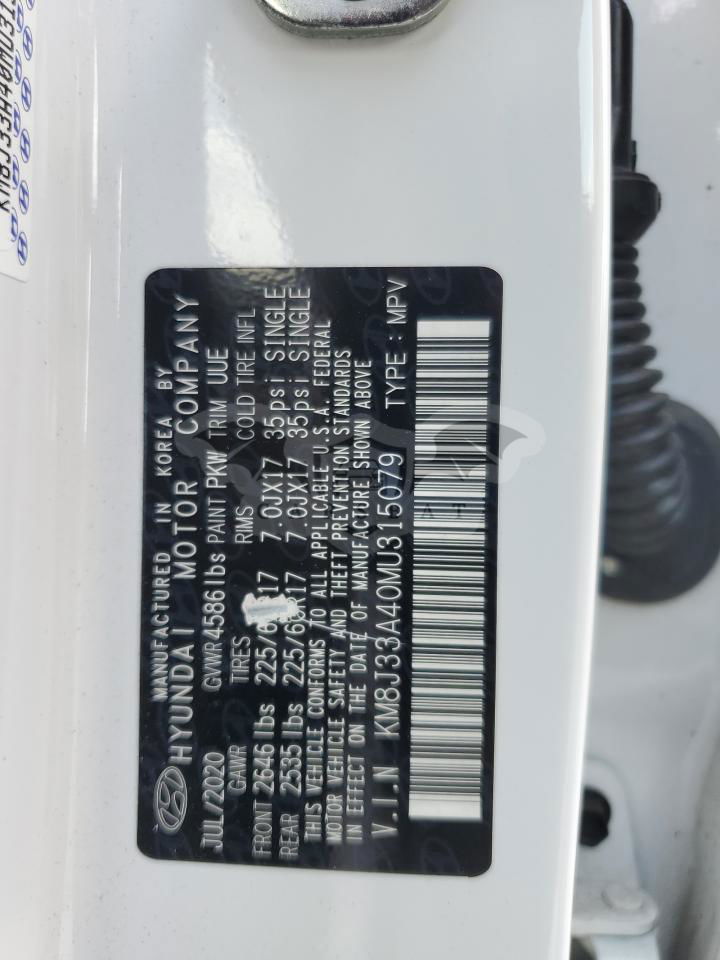 MANUFACTURED IN KOREA BY
HYUNDAI MOTOR COMPANY
JUL/2020 GVWR 4586lbs PAINT PKW TRIM UUE
GAWR TIRES RIMS COLD TIRE INFL
FRONT 2646lbs 7.0JX17 35psi SINGLE
REAR 2535lbs 7.0JX17 35psi SINGLE
THIS VEHICLE CONFORMS TO ALL APPLICABLE U.S.A. FEDERAL
MOTOR VEHICLE SAFETY AND THEFT PREVENTION STANDARDS
IN EFFECT ON THE DATE OF MANUFACTURE SHOWN ABOVE
V.I.N KM8J33A40MU315079 TYPE : MPV